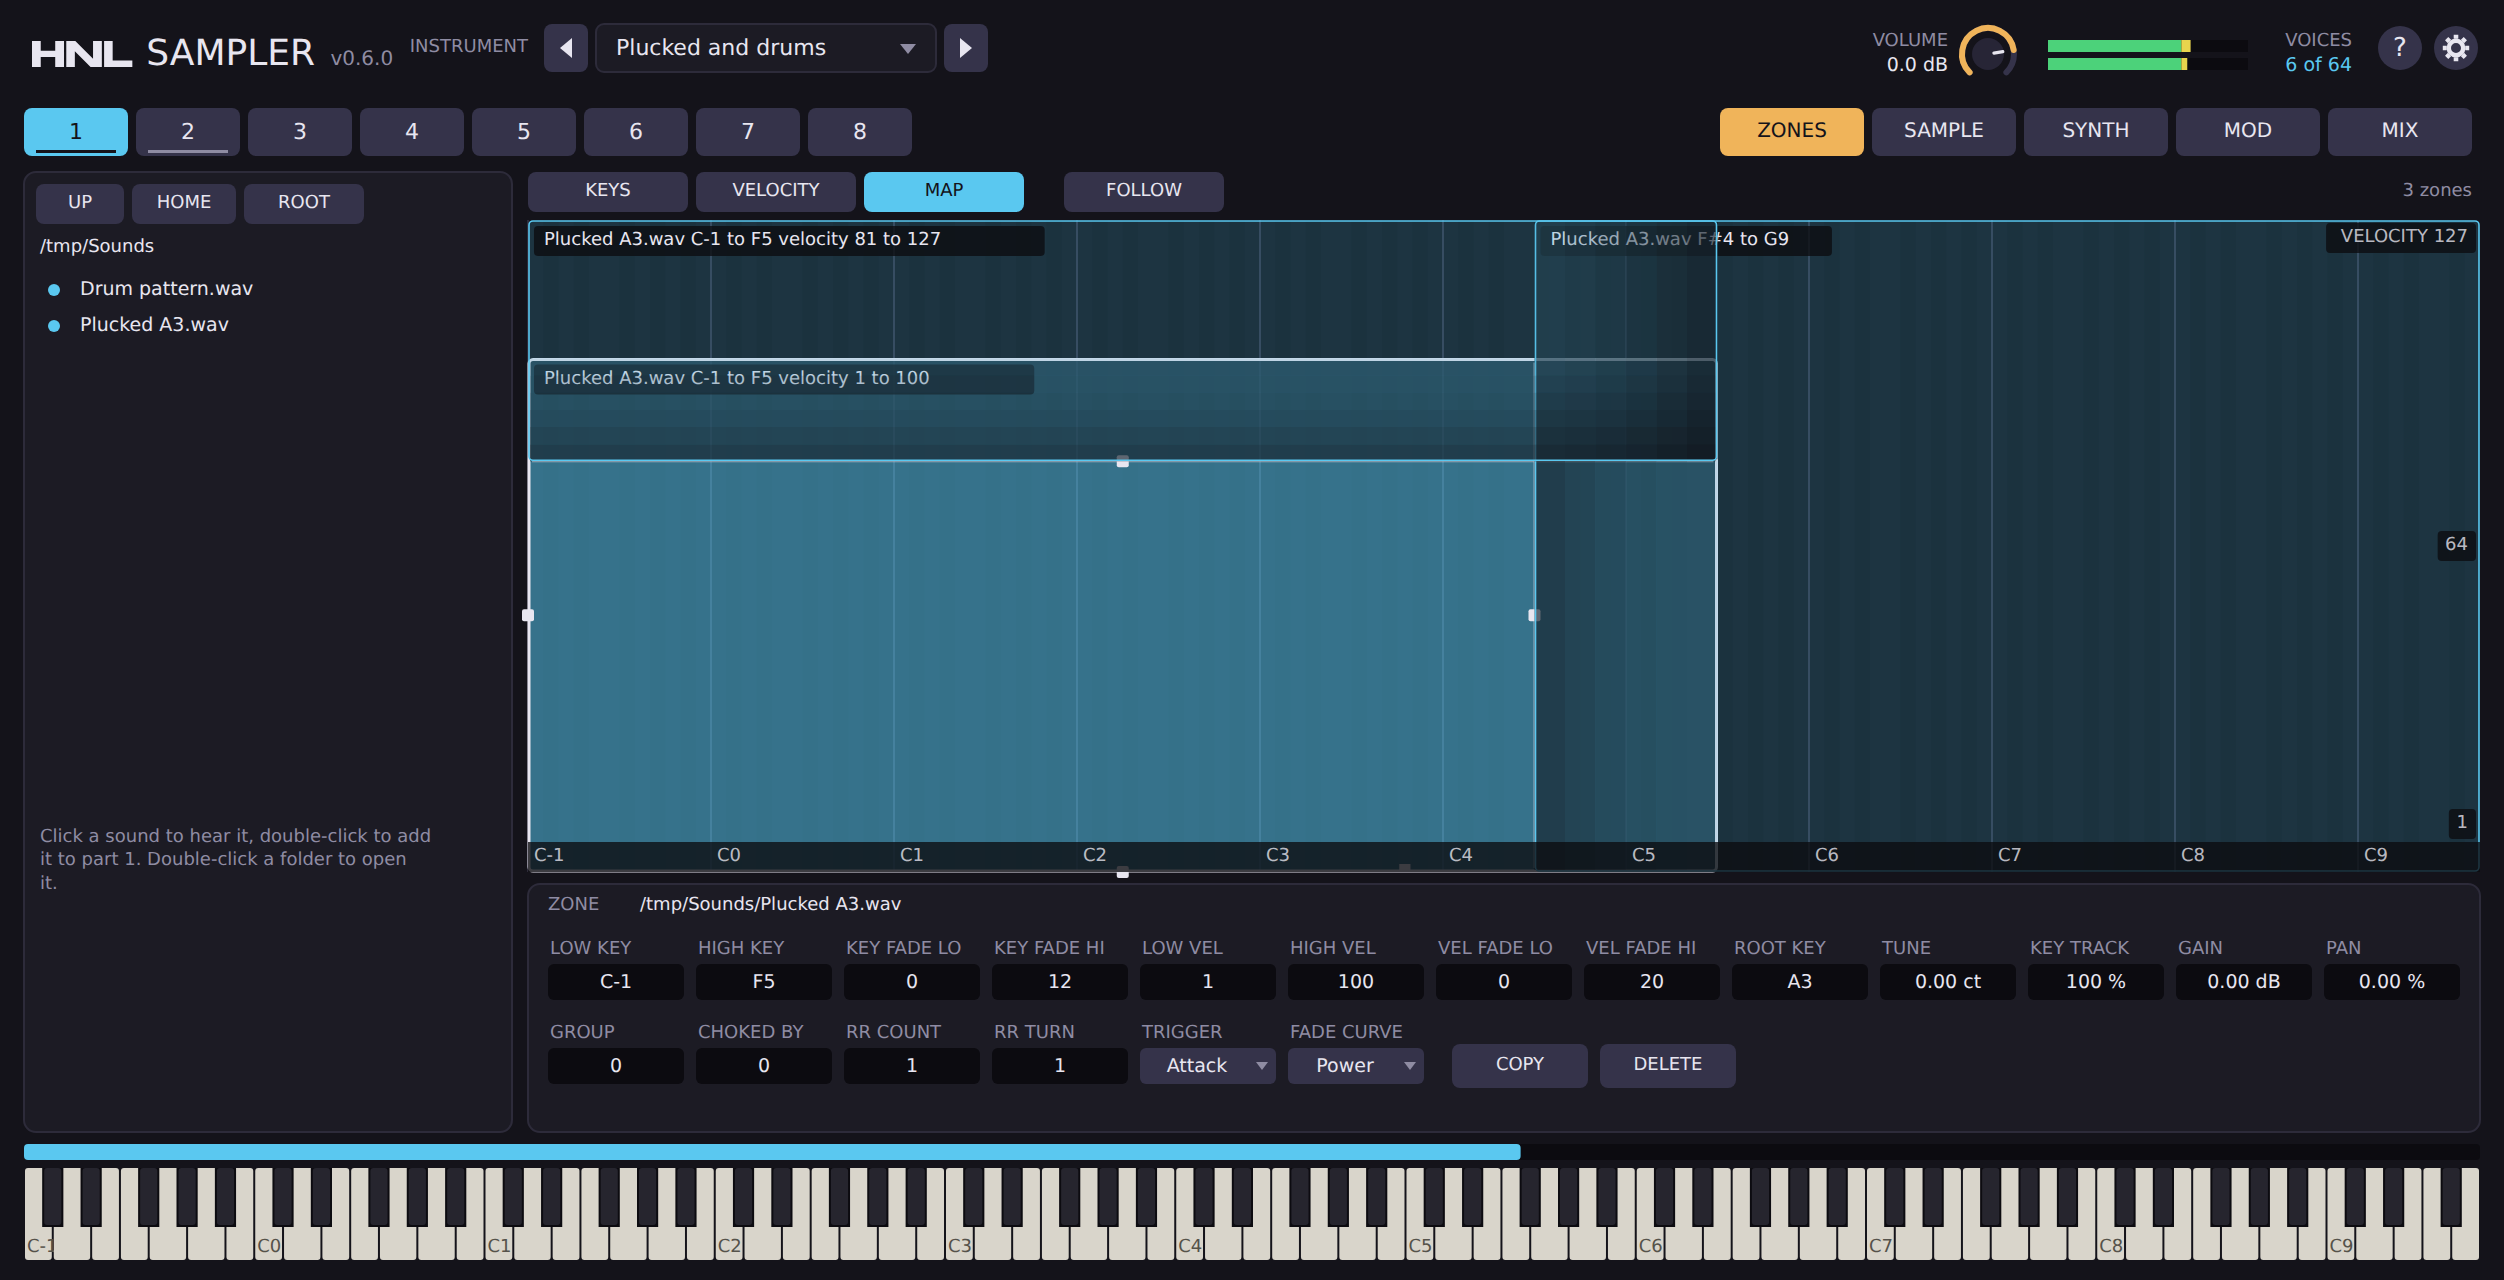 HNL SAMPLER v0.6.0 INSTRUMENT Plucked and drums VOLUME 0.0 dB VOICES 6 of 64 ?
1 2 3 4 5 6 7 8 ZONES SAMPLE SYNTH MOD MIX
UP HOME ROOT
/tmp/Sounds
Drum pattern.wav
Plucked A3.wav
Click a sound to hear it, double-click to add
it to part 1. Double-click a folder to open
it.
KEYS VELOCITY MAP FOLLOW 3 zones
Plucked A3.wav C-1 to F5 velocity 81 to 127 Plucked A3.wav F#4 to G9 VELOCITY 127
Plucked A3.wav C-1 to F5 velocity 1 to 100
64
1
C-1 C0 C1 C2 C3 C4 C5 C6 C7 C8 C9
ZONE /tmp/Sounds/Plucked A3.wav
LOW KEY HIGH KEY KEY FADE LO KEY FADE HI LOW VEL HIGH VEL VEL FADE LO VEL FADE HI ROOT KEY TUNE KEY TRACK GAIN PAN
C-1 F5 0 12 1 100 0 20 A3 0.00 ct 100 % 0.00 dB 0.00 %
GROUP CHOKED BY RR COUNT RR TURN TRIGGER FADE CURVE
0 0 1 1 Attack Power COPY DELETE
C-1 C0 C1 C2 C3 C4 C5 C6 C7 C8 C9